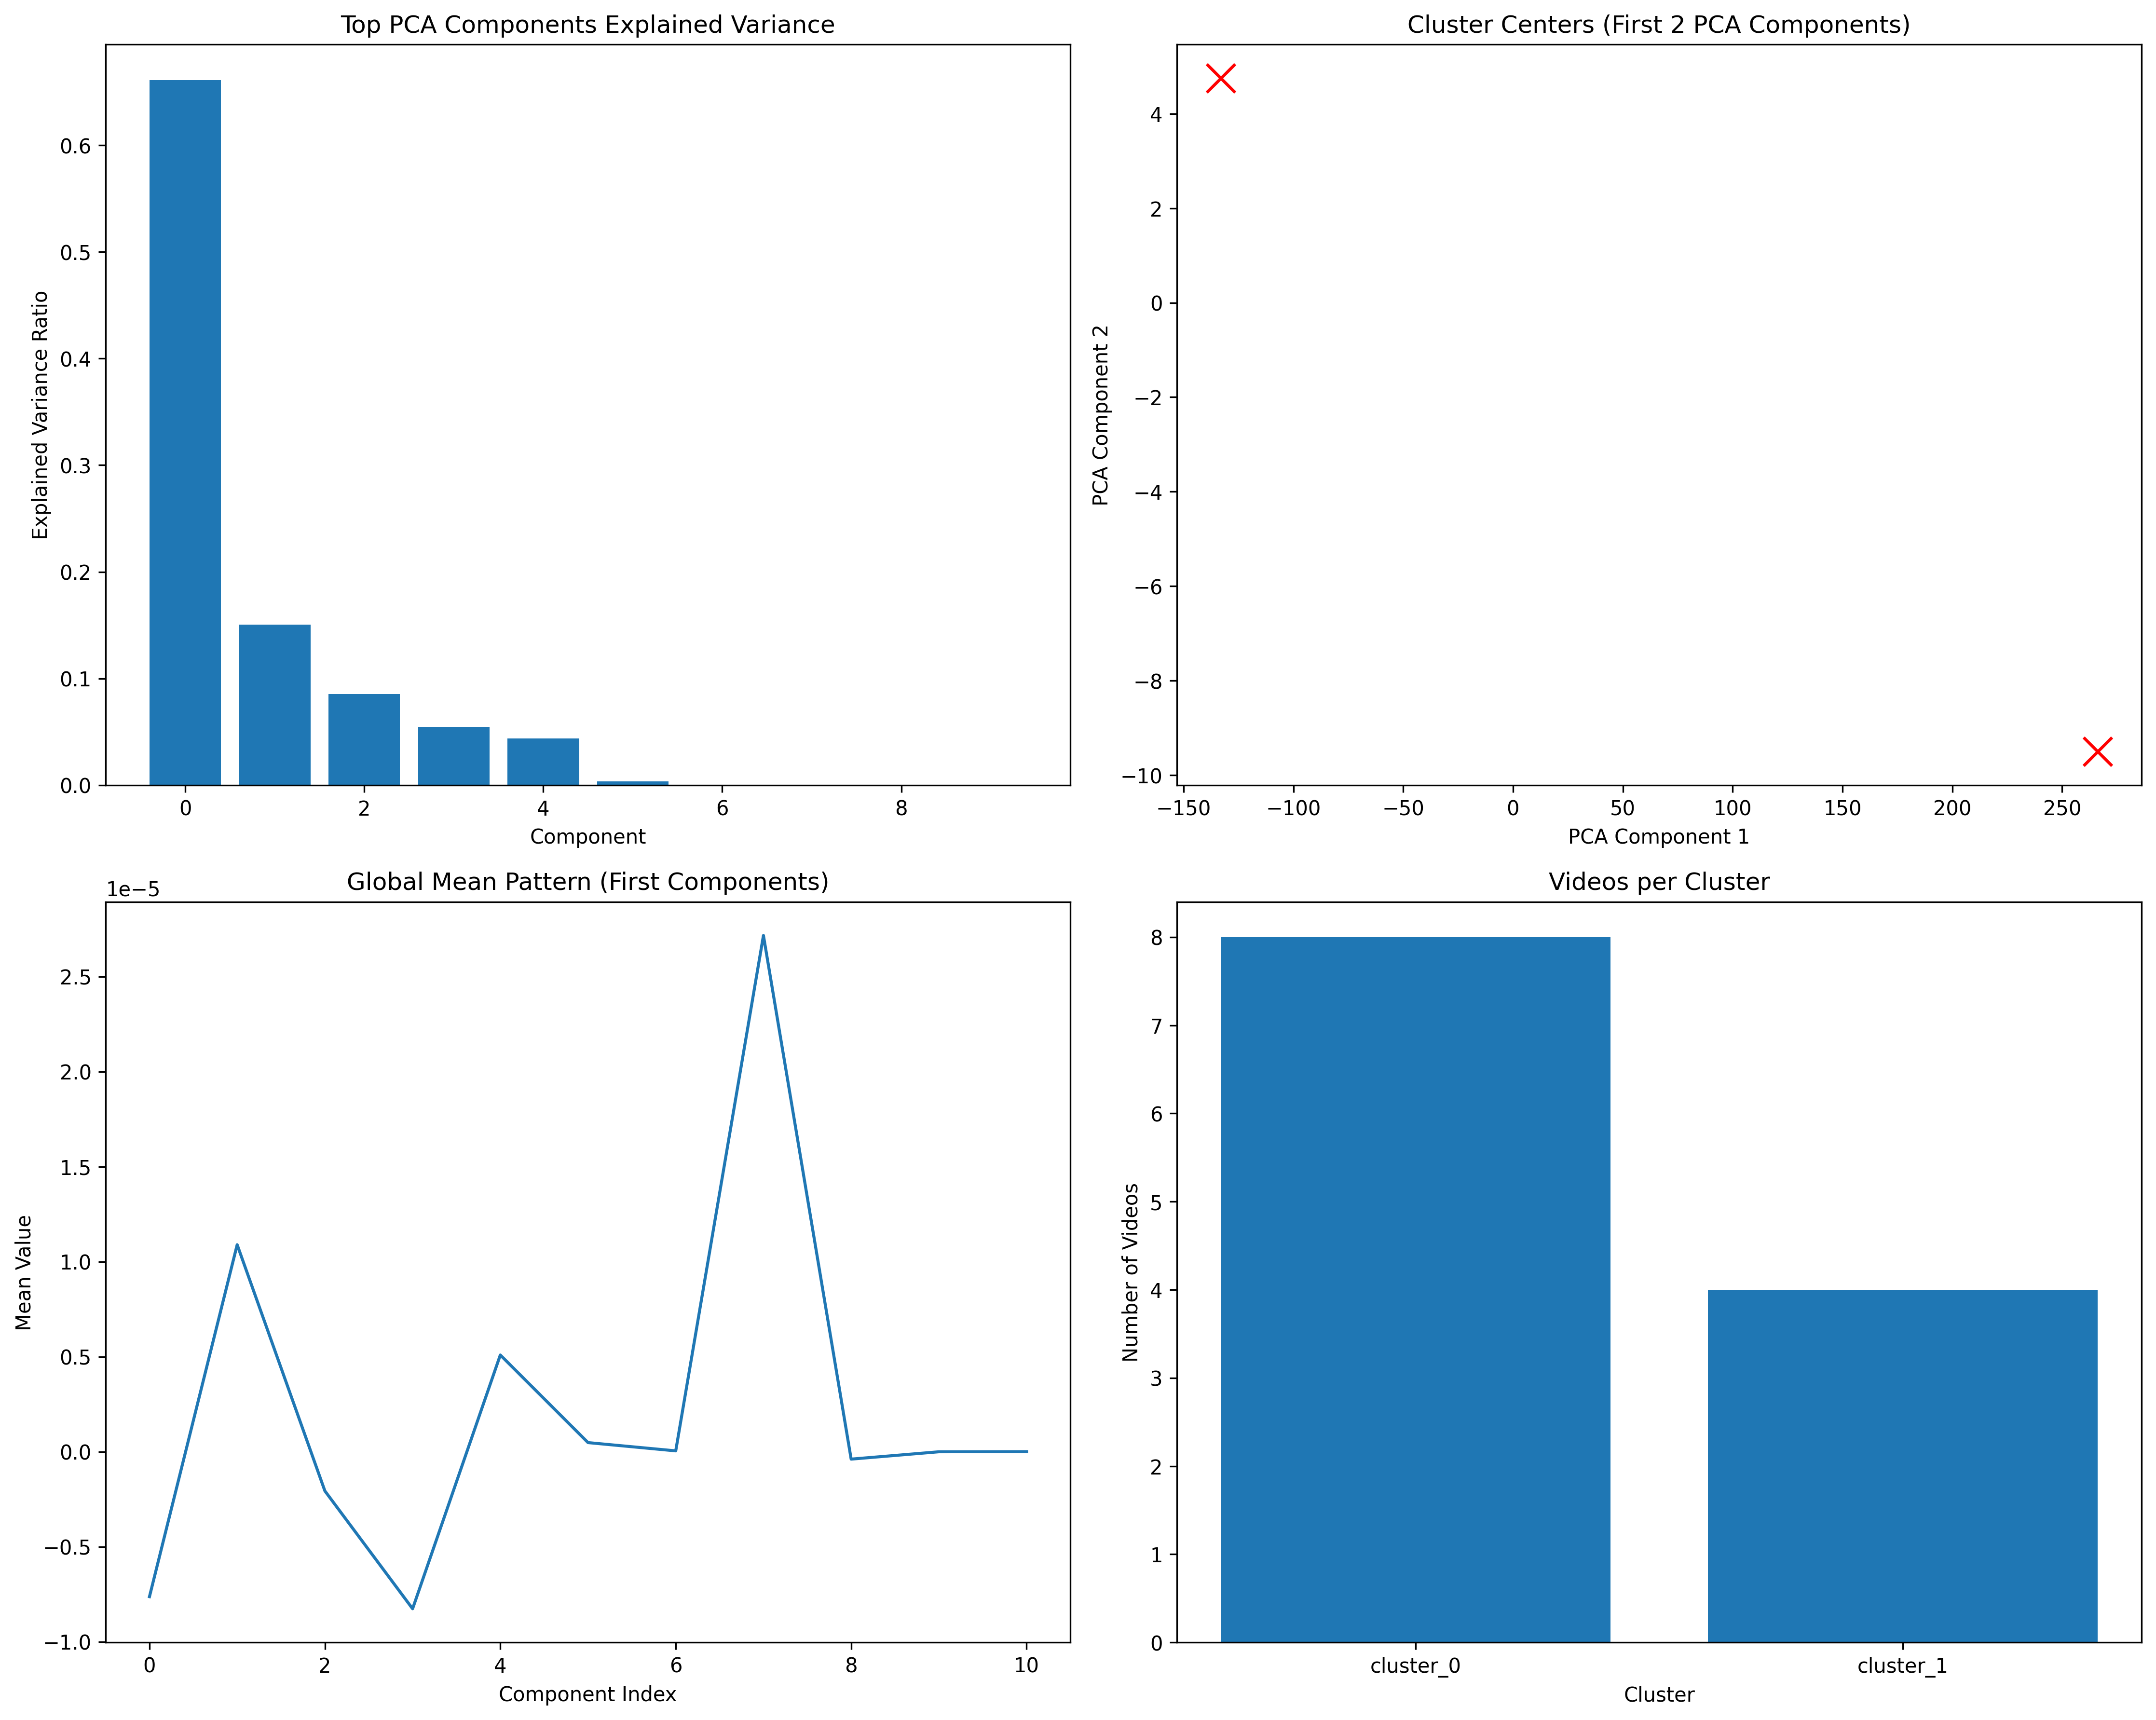 Top PCA Components Explained Variance
Explained Variance Ratio
0.6
0.5
0.4
0.3
0.2
0.1
0.0
0 2 4 6 8
Component
Cluster Centers (First 2 PCA Components)
PCA Component 2
4
2
0
−2
−4
−6
−8
−10
−150 −100 −50 0 50 100 150 200 250
PCA Component 1
Global Mean Pattern (First Components)
1e−5
Mean Value
2.5
2.0
1.5
1.0
0.5
0.0
−0.5
−1.0
0 2 4 6 8 10
Component Index
Videos per Cluster
Number of Videos
8
7
6
5
4
3
2
1
0
cluster_0 cluster_1
Cluster